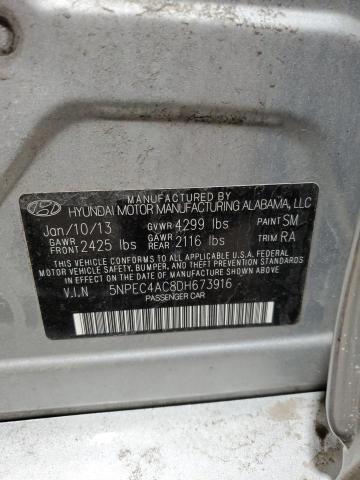 MANUFACTURED BY
HYUNDAI MOTOR MANUFACTURING ALABAMA, LLC
Jan/10/13 GVWR 4299 lbs PAINT SM
GAWR FRONT 2425 lbs GAWR REAR 2116 lbs TRIM RA
THIS VEHICLE CONFORMS TO ALL APPLICABLE U.S.A. FEDERAL
MOTOR VEHICLE SAFETY, BUMPER, AND THEFT PREVENTION STANDARDS
IN EFFECT ON THE DATE OF MANUFACTURE SHOWN ABOVE.
V.I.N 5NPEC4AC8DH673916
PASSENGER CAR